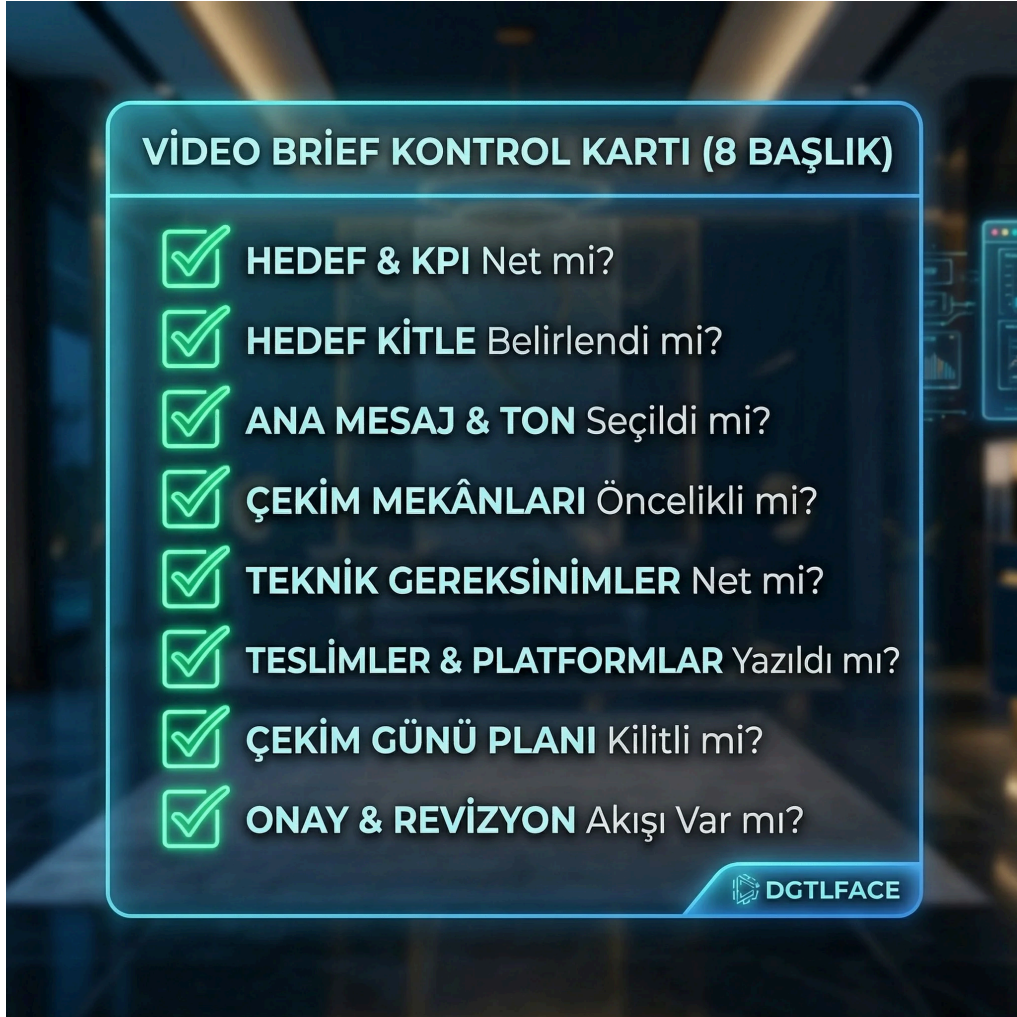 VİDEO BRİEF KONTROL KARTI (8 BAŞLIK)
HEDEF & KPI Net mi?
HEDEF KİTLE Belirlendi mi?
ANA MESAJ & TON Seçildi mi?
ÇEKİM MEKÂNLARI Öncelikli mi?
TEKNİK GEREKSİNİMLER Net mi?
TESLİMLER & PLATFORMLAR Yazıldı mı?
ÇEKİM GÜNÜ PLANI Kilitli mi?
ONAY & REVİZYON Akışı Var mı?
DGTLFACE